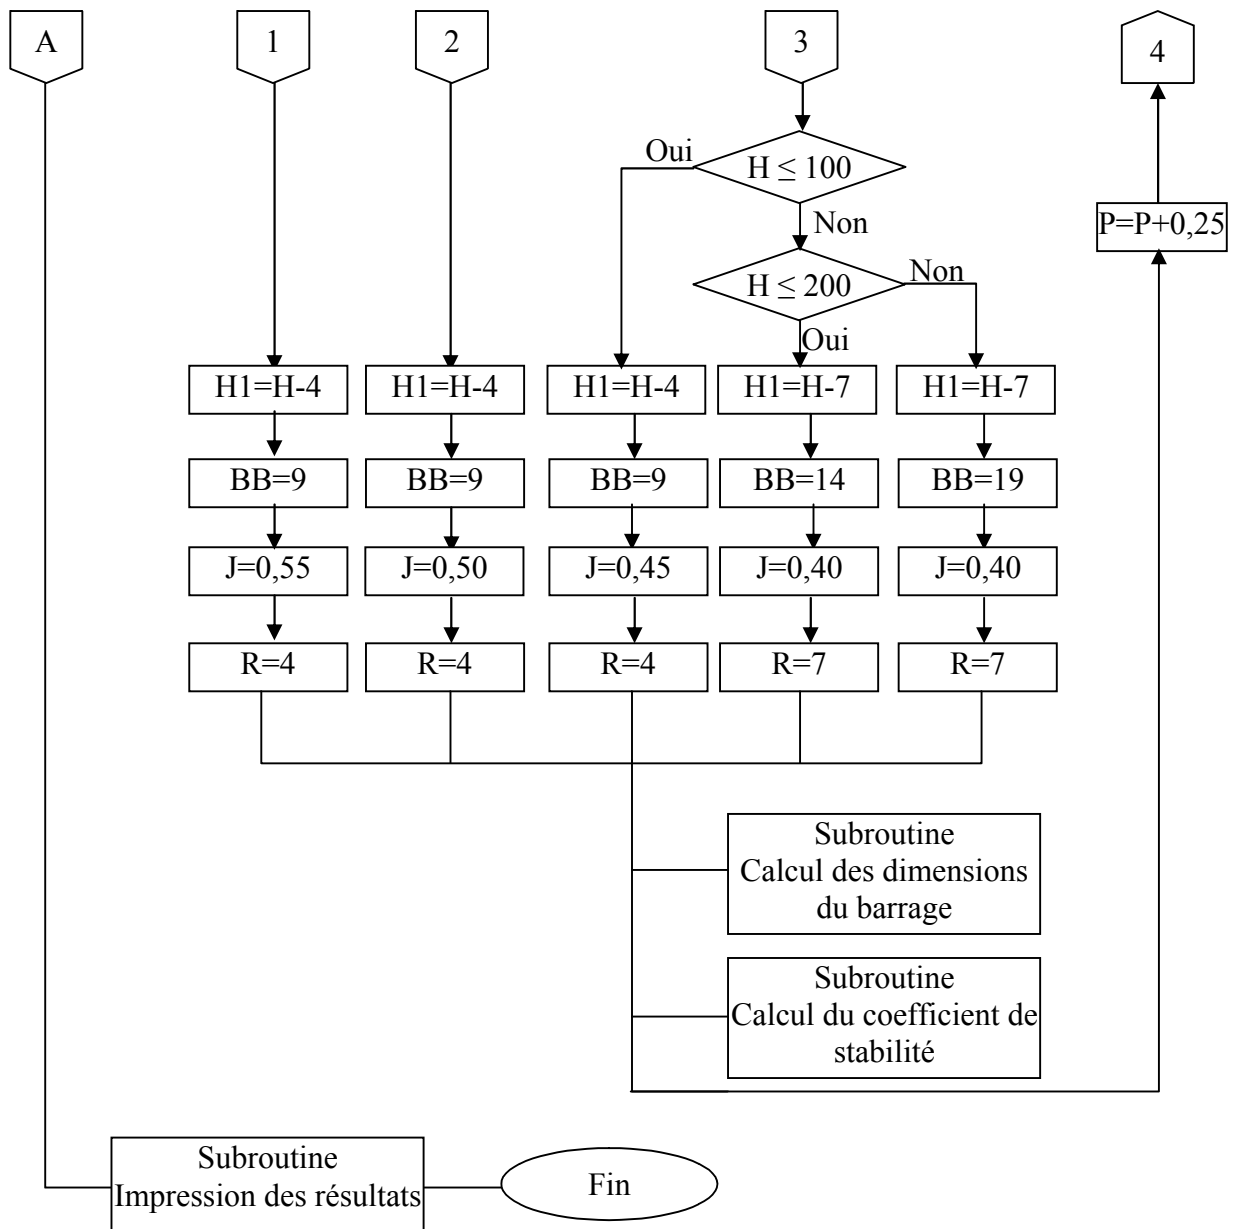 A
1
2
3
4
Oui
H ≤ 100
Non
P=P+0,25
H ≤ 200
Non
Oui
H1=H-4
H1=H-4
H1=H-4
H1=H-7
H1=H-7
BB=9
BB=9
BB=9
BB=14
BB=19
J=0,55
J=0,50
J=0,45
J=0,40
J=0,40
R=4
R=4
R=4
R=7
R=7
Subroutine
Calcul des dimensions
du barrage
Subroutine
Calcul du coefficient de
stabilité
Subroutine
Impression des résultats
Fin